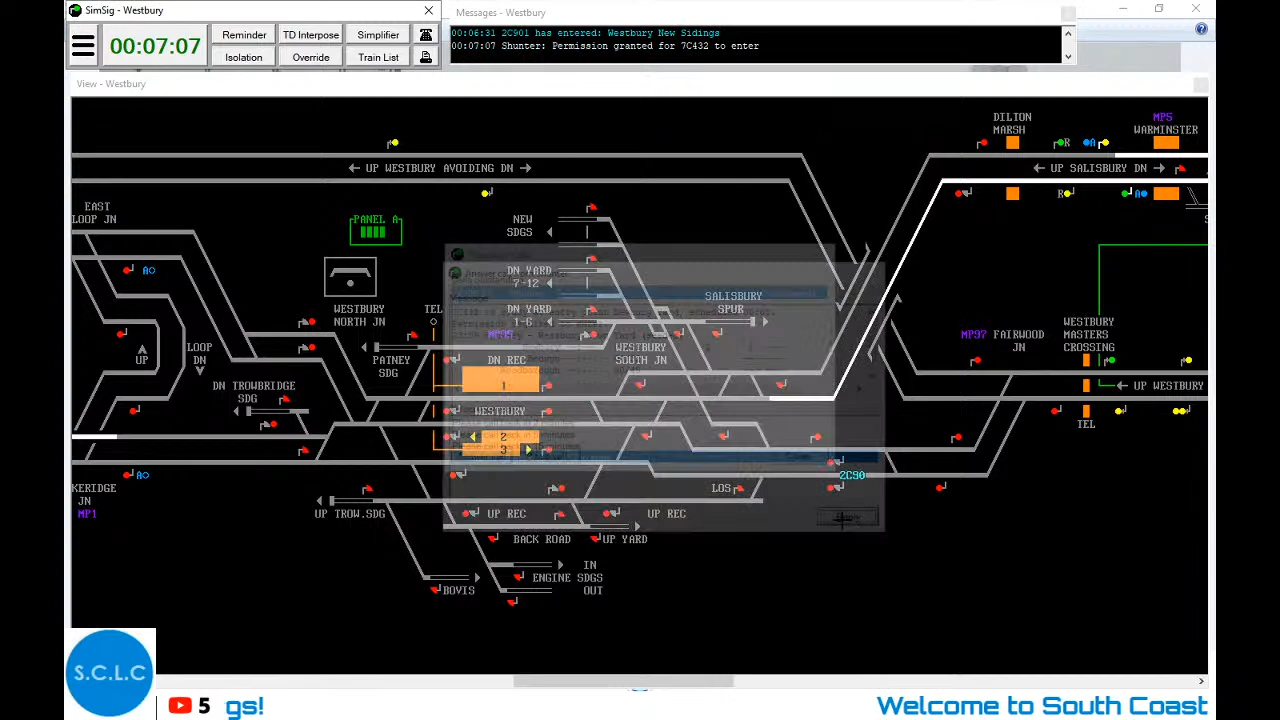 SimSig - Westbury
Messages - Westbury
00:07:07
Reminder
TD Interpose
Simplifier
Isolation
Override
Train List
00:06:31 2C901 has entered: Westbury New Sidings
00:07:07 Shunter: Permission granted for 7C432 to enter
View - Westbury
DILTON
MARSH
MP5
WARMINSTER
R
A
UP WESTBURY AVOIDING DN
UP SALISBURY DN
EAST
LOOP JN
PANEL A
NEW
SDGS
R
A
A
DN YARD
7-12
WESTBURY
NORTH JN
TEL
DN YARD
1-6
SALISBURY
SPUR
UP
LOOP
DN
PATNEY
SDG
DN REC
WESTBURY
SOUTH JN
MP97 FAIRWOOD
JN
WESTBURY
MASTERS
CROSSING
DN TROWBRIDGE
SDG
1
UP WESTBURY
WESTBURY
TEL
2
3
A
2C90
KERIDGE
JN
MP1
LOS
UP TROW.SDG
UP REC
UP REC
BACK ROAD
UP YARD
BOVIS
IN
ENGINE SDGS
OUT
S.C.L.C
5
gs!
Welcome to South Coast